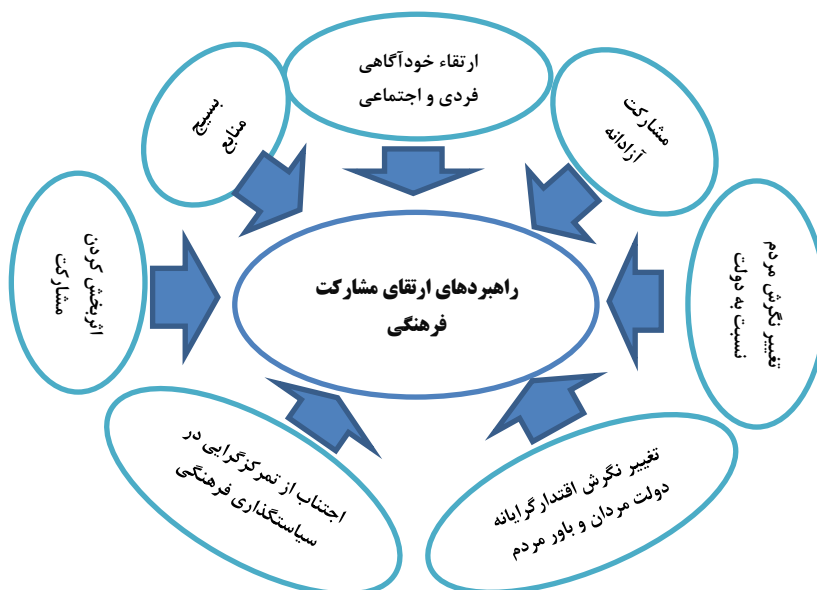 ارتقاء خودآگاهی
فردی و اجتماعی
مشارکت
آزادانه
تغییر نگرش مردم
نسبت به دولت
تغییر نگرش اقتدارگرایانه
دولت مردان و باور مردم
اجتناب از تمرکزگرایی در
سیاستگذاری فرهنگی
اثربخش کردن
مشارکت
بسیج
منابع
راهبردهای ارتقای مشارکت
فرهنگی